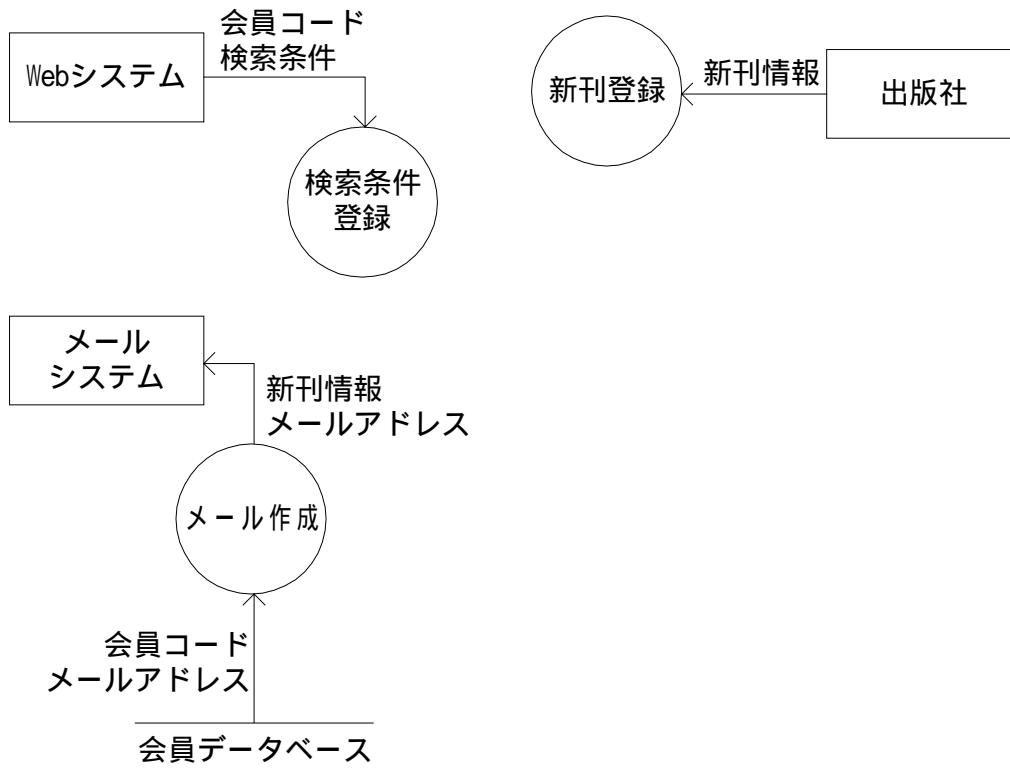 会員コード
検索条件
Webシステム
検索条件
登録
新刊登録
新刊情報
出版社
メール
システム
新刊情報
メールアドレス
メール作成
会員コード
メールアドレス
会員データベース